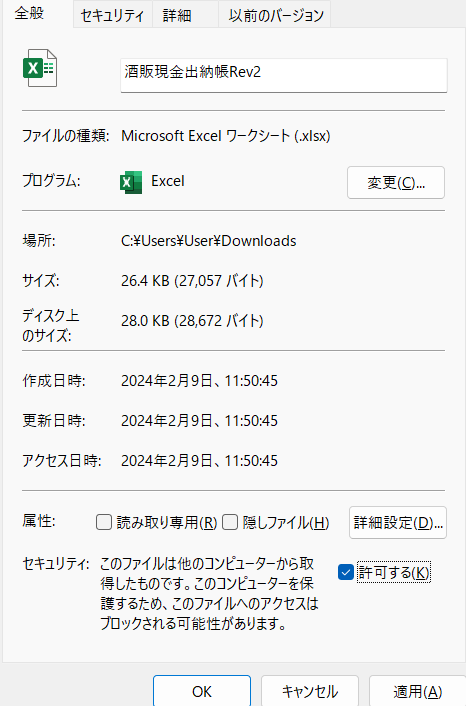 全般 セキュリティ 詳細 以前のバージョン
酒販現金出納帳Rev2
ファイルの種類: Microsoft Excel ワークシート (.xlsx)
プログラム: Excel 変更(C)...
場所: C:¥Users¥User¥Downloads
サイズ: 26.4 KB (27,057 バイト)
ディスク上
のサイズ: 28.0 KB (28,672 バイト)
作成日時: 2024年2月9日、11:50:45
更新日時: 2024年2月9日、11:50:45
アクセス日時: 2024年2月9日、11:50:45
属性: 読み取り専用(R) 隠しファイル(H) 詳細設定(D)...
セキュリティ: このファイルは他のコンピューターから取 許可する(K)
得したものです。このコンピューターを保
護するため、このファイルへのアクセスは
ブロックされる可能性があります。
OK キャンセル 適用(A)